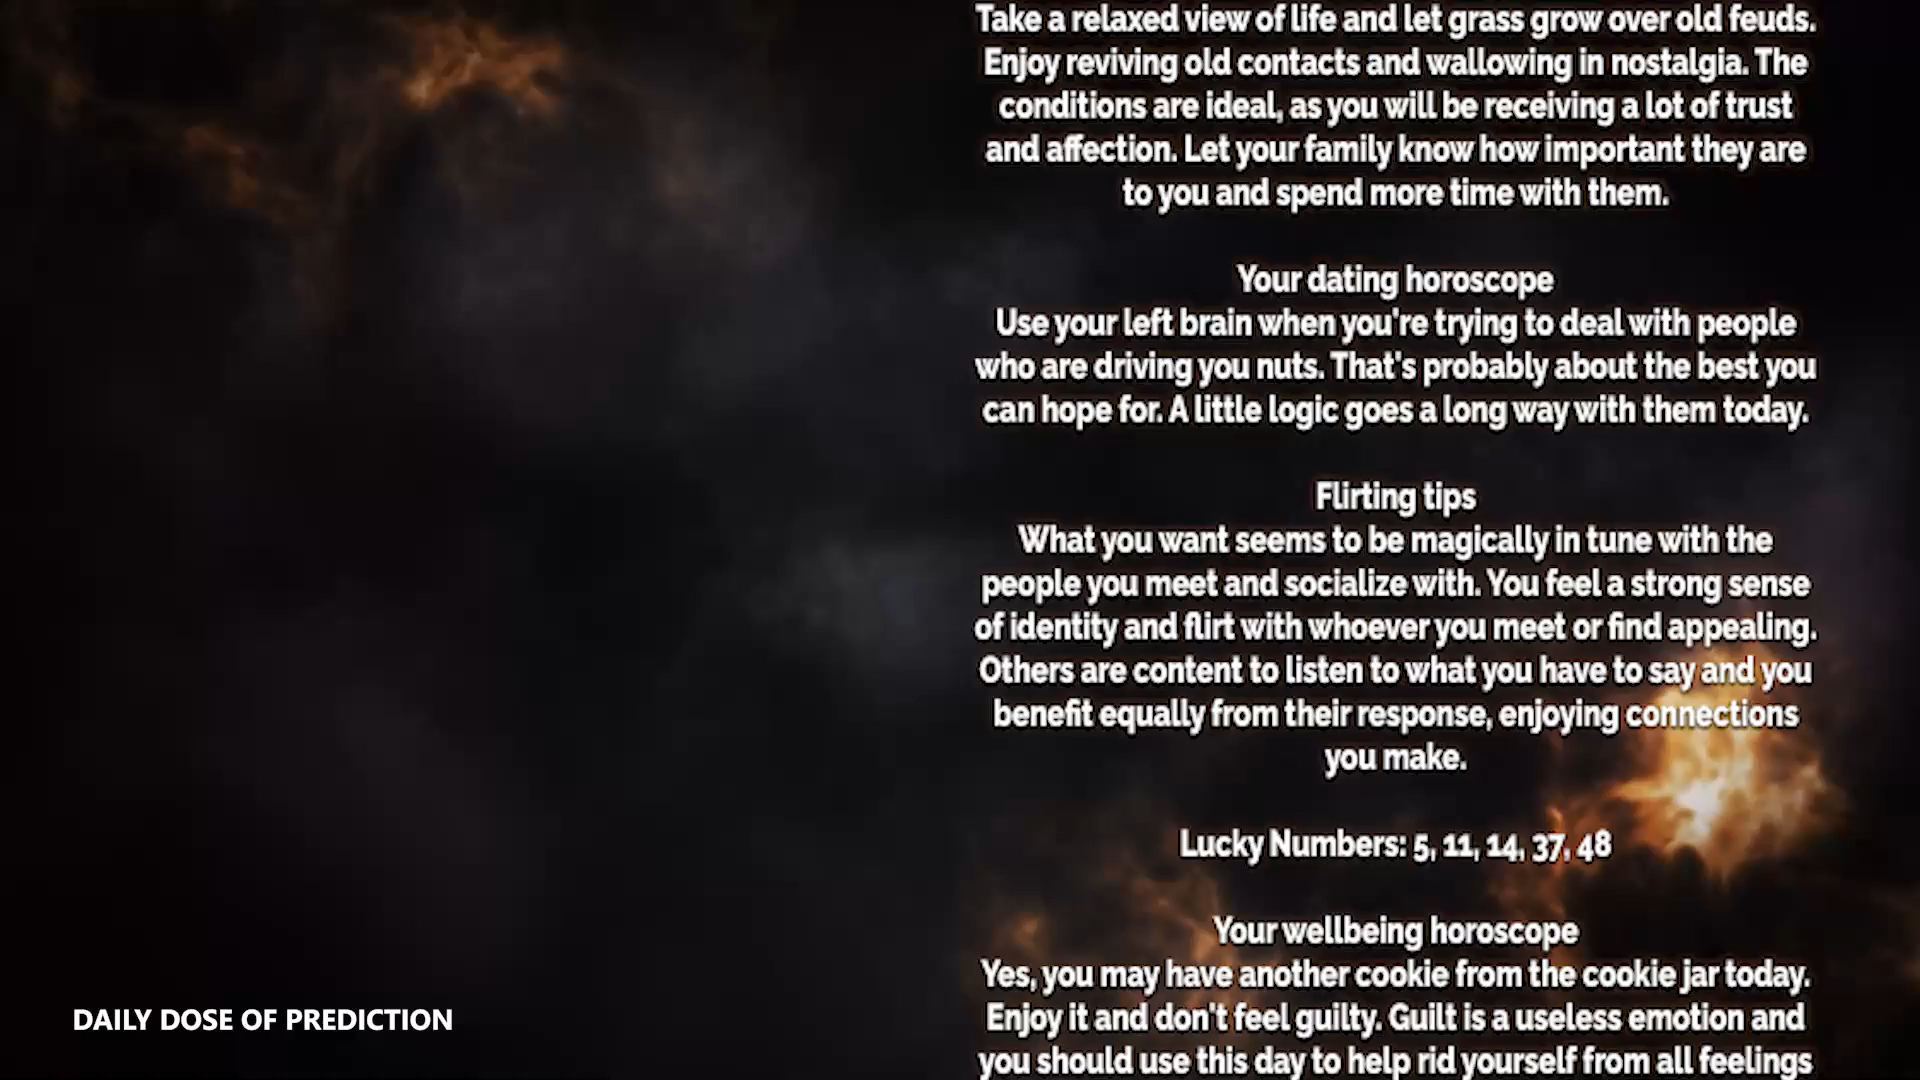 Take a relaxed view of life and let grass grow over old feuds.
Enjoy reviving old contacts and wallowing in nostalgia. The
conditions are ideal, as you will be receiving a lot of trust
and affection. Let your family know how important they are
to you and spend more time with them.
Your dating horoscope
Use your left brain when you're trying to deal with people
who are driving you nuts. That's probably about the best you
can hope for. A little logic goes a long way with them today.
Flirting tips
What you want seems to be magically in tune with the
people you meet and socialize with. You feel a strong sense
of identity and flirt with whoever you meet or find appealing.
Others are content to listen to what you have to say and you
benefit equally from their response, enjoying connections
you make.
Lucky Numbers: 5, 11, 14, 37, 48
Your wellbeing horoscope
Yes, you may have another cookie from the cookie jar today.
Enjoy it and don't feel guilty. Guilt is a useless emotion and
you should use this day to help rid yourself from all feelings
DAILY DOSE OF PREDICTION